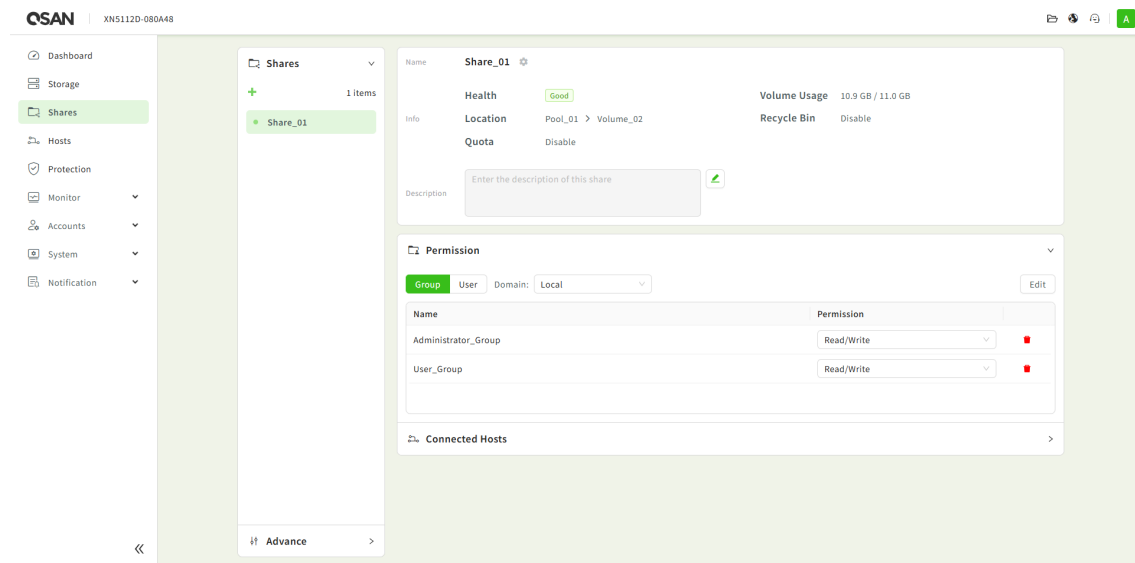 QSAN XN5112D-080A48
A
Dashboard
Storage
Shares
Hosts
Protection
Monitor
Accounts
System
Notification
Shares
1 items
Share_01
Advance
Name Share_01
Info
Health Good
Volume Usage 10.9 GB / 11.0 GB
Location Pool_01 > Volume_02
Recycle Bin Disable
Quota Disable
Description
Enter the description of this share
Permission
Group User Domain: Local Edit
Name Permission
Administrator_Group Read/Write
User_Group Read/Write
Connected Hosts